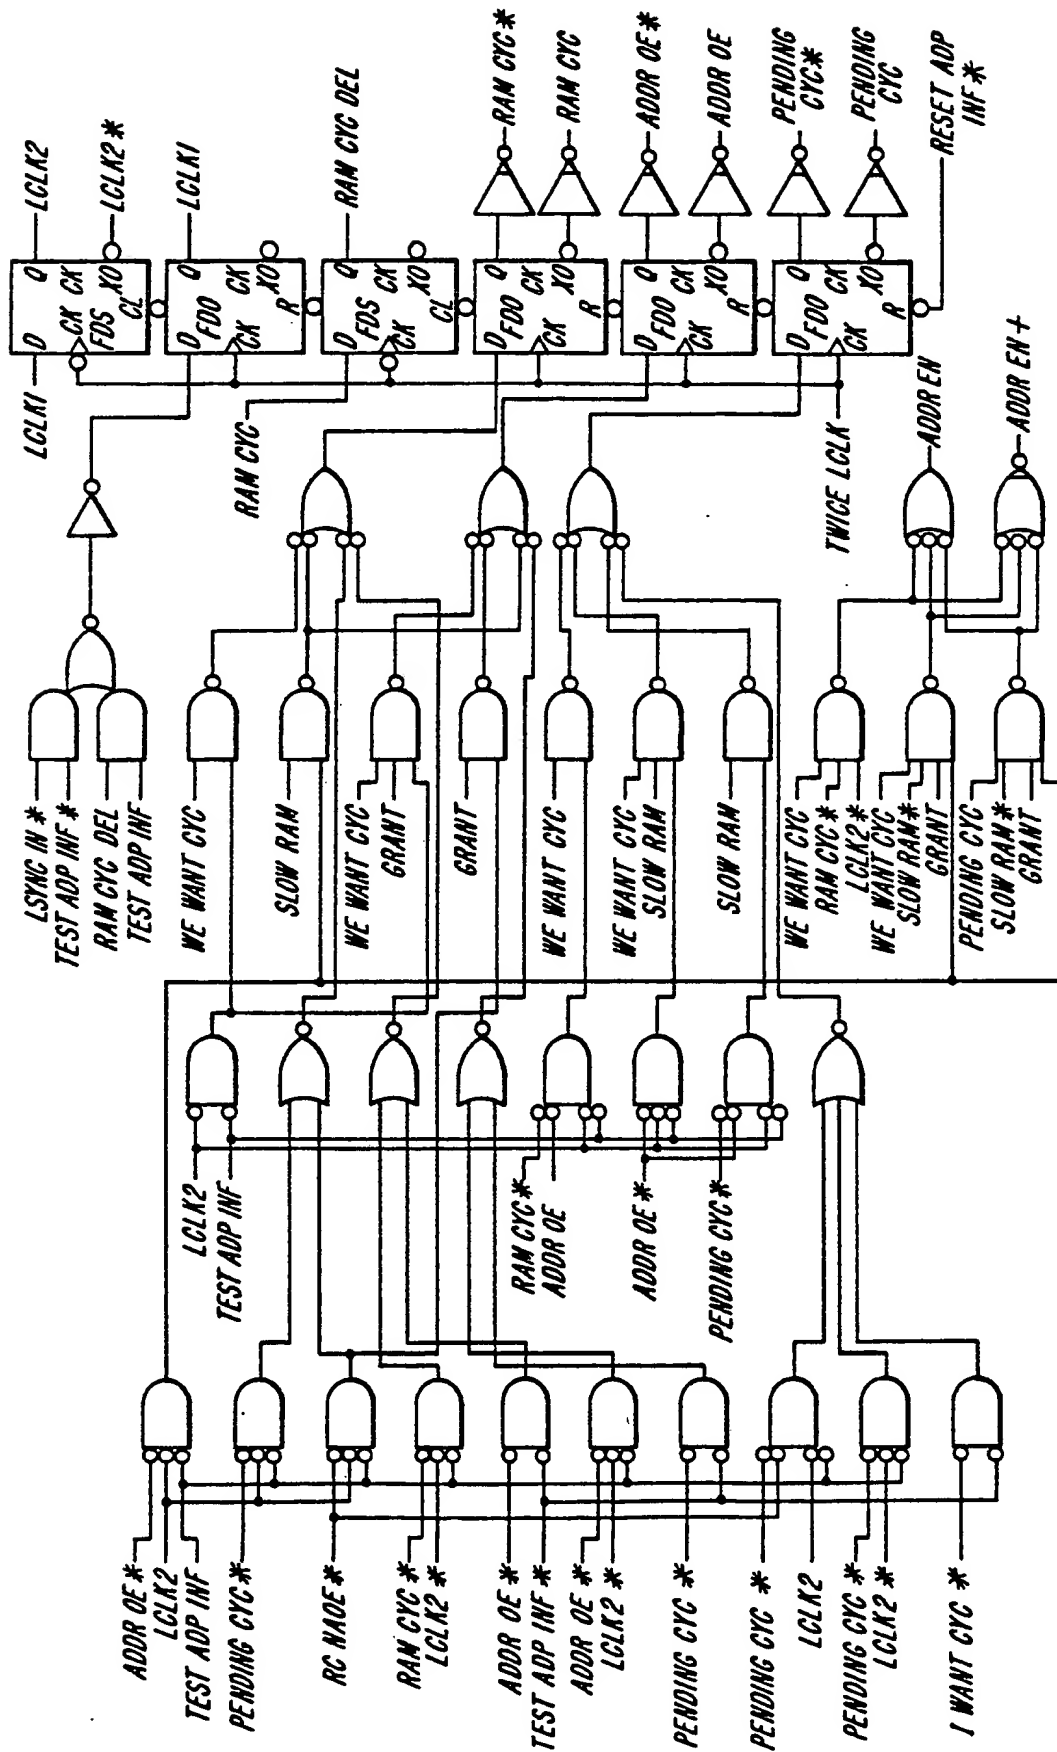 LCLK1
D
Q
LCLK2
CK
CK
FDS
XO
LCLK2*
CL
D
Q
LCLK1
FDO
CK
CK
XO
R
RAM CYC
D
Q
RAM CYC DEL
FDS
CK
CK
XO
CL
D
Q
RAM CYC*
FDO
CK
CK
XO
RAM CYC
R
D
Q
ADDR OE*
FDO
CK
CK
XO
ADDR OE
R
D
Q
PENDING
CYC*
FDO
CK
CK
XO
PENDING
CYC
R
RESET ADP
INF*
TWICE LCLK
ADDR EN
ADDR EN+
LSYNC IN*
TEST ADP INF*
RAM CYC DEL
TEST ADP INF
WE WANT CYC
SLOW RAM
WE WANT CYC
GRANT
GRANT
WE WANT CYC
WE WANT CYC
SLOW RAM
SLOW RAM
WE WANT CYC
RAM CYC*
LCLK2*
WE WANT CYC
SLOW RAM*
GRANT
PENDING CYC
SLOW RAM*
GRANT
LCLK2
TEST ADP INF
RAM CYC*
ADDR OE
ADDR OE*
PENDING CYC*
ADDR OE*
LCLK2
TEST ADP INF
PENDING CYC*
RC NAOE*
RAM CYC*
LCLK2*
ADDR OE*
TEST ADP INF*
ADDR OE*
LCLK2*
PENDING CYC*
PENDING CYC*
LCLK2
PENDING CYC*
LCLK2*
I WANT CYC*